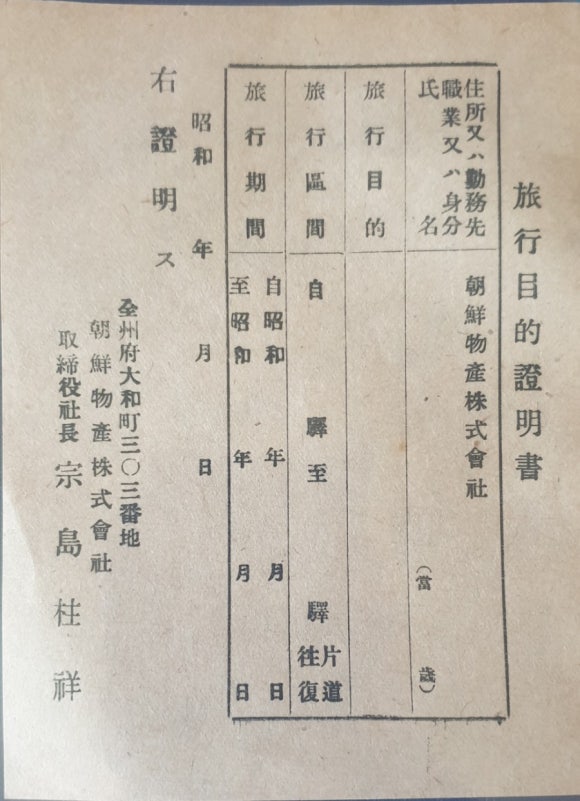 旅行目的證明書
住所又ハ勤務先
職業又ハ身分
氏名
朝鮮物產株式會社
（當歲）
旅行目的
旅行區間
自驛至驛
片道
往復
旅行期間
自昭和年月日
至昭和年月日
昭和年月日
右證明ス
全州府大和町三〇三番地
朝鮮物產株式會社
取締役社長宗島柱祥